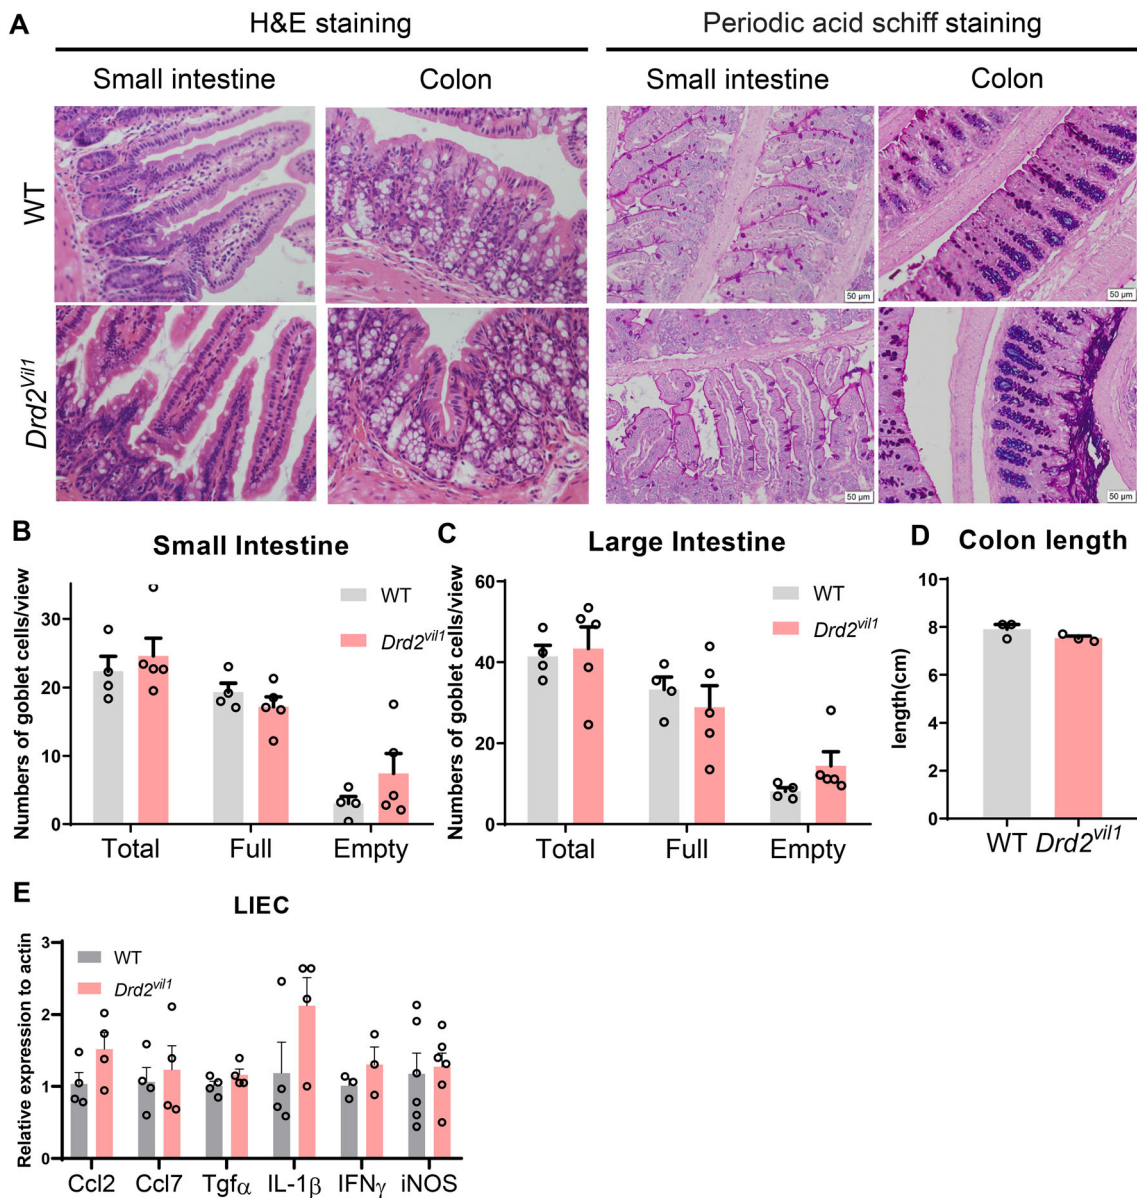 A
H&E staining
Periodic acid schiff staining
Small intestine
Colon
Small intestine
Colon
WT
Drd2Vil1
50 µm
50 µm
50 µm
50 µm
B
Small Intestine
Numbers of goblet cells/view
30
20
10
0
WT
Drd2vil1
Total
Full
Empty
C
Large Intestine
Numbers of goblet cells/view
60
40
20
0
WT
Drd2vil1
Total
Full
Empty
D
Colon length
length(cm)
10
8
6
4
2
0
WT
Drd2vil1
E
LIEC
Relative expression to actin
3
2
1
0
WT
Drd2vil1
Ccl2
Ccl7
Tgfα
IL-1β
IFNγ
iNOS